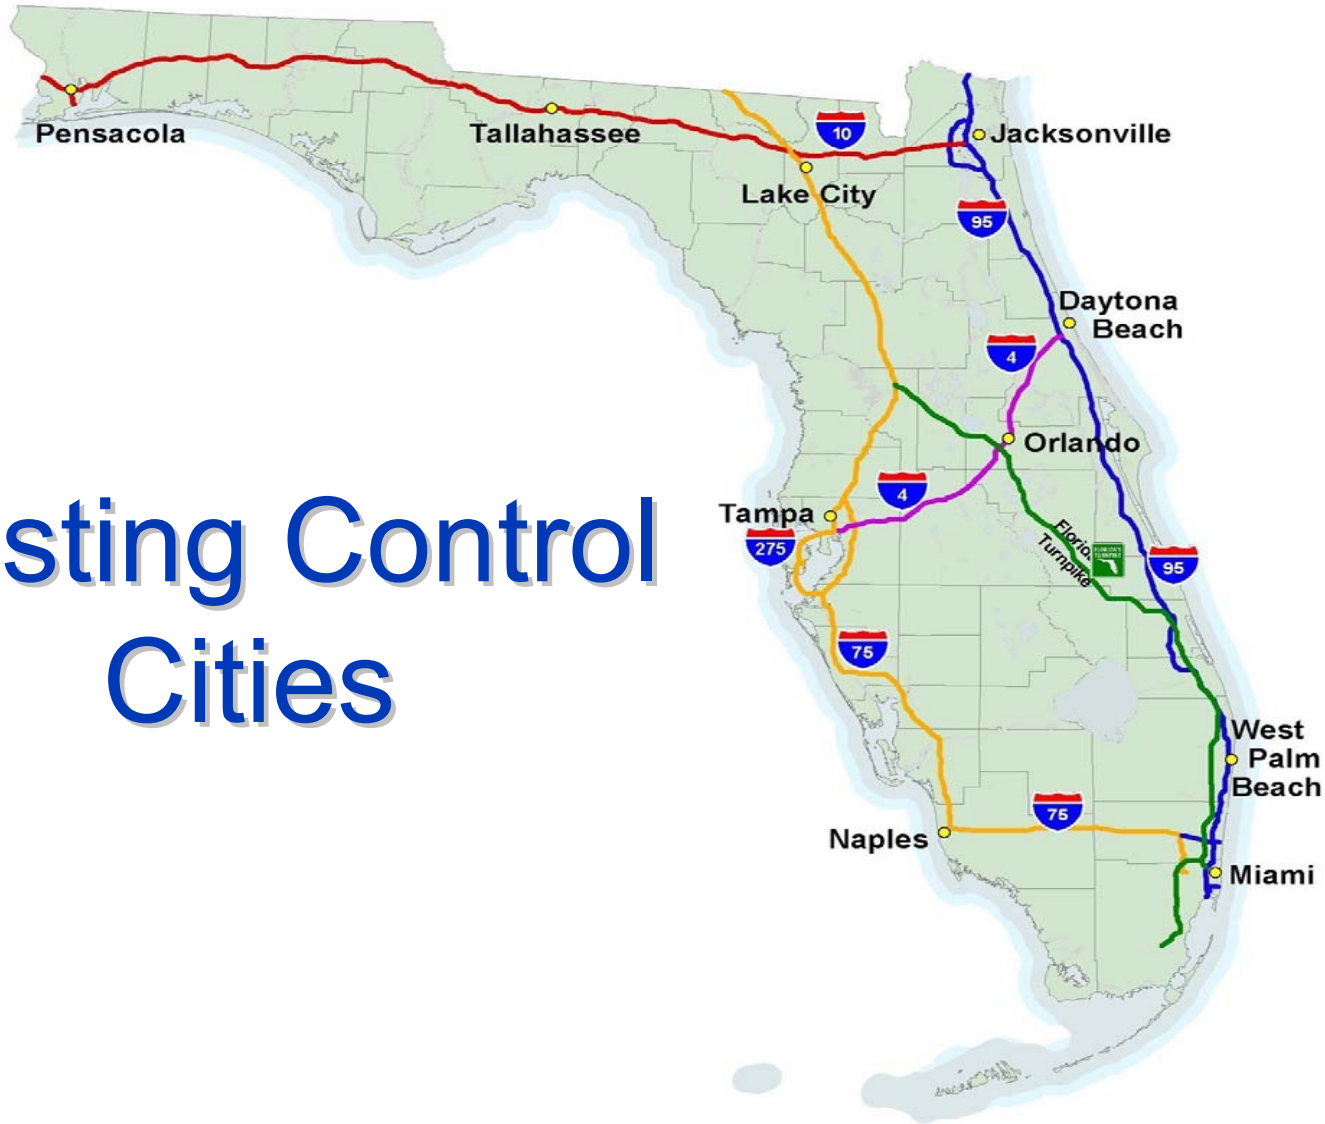 Pensacola
Tallahassee
10
Jacksonville
Lake City
95
Daytona
Beach
4
Orlando
4
Tampa
275
Florida
Turnpike
95
sting Control
Cities
75
West
Palm
Beach
75
Naples
Miami